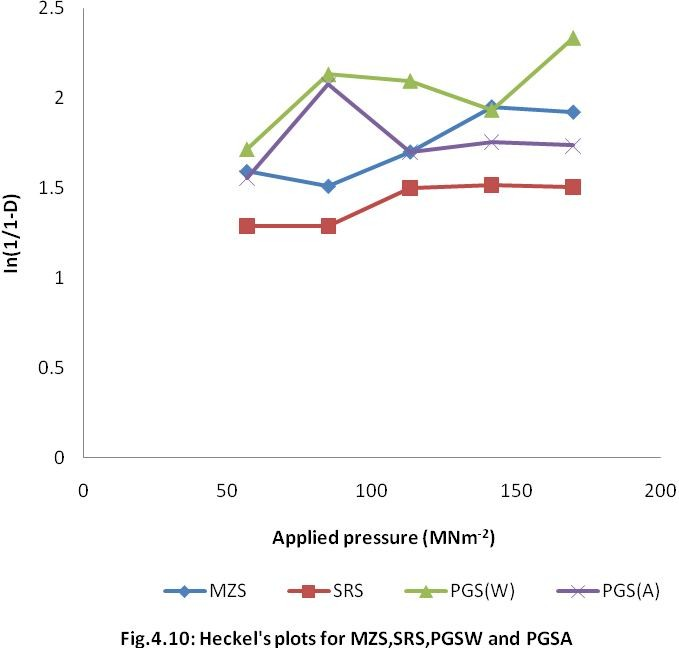 2.5
2
1.5
1
0.5
0
0 50 100 150 200
ln(1/1-D)
Applied pressure (MNm⁻²)
MZS SRS PGS(W) PGS(A)
Fig.4.10: Heckel's plots for MZS,SRS,PGSW and PGSA